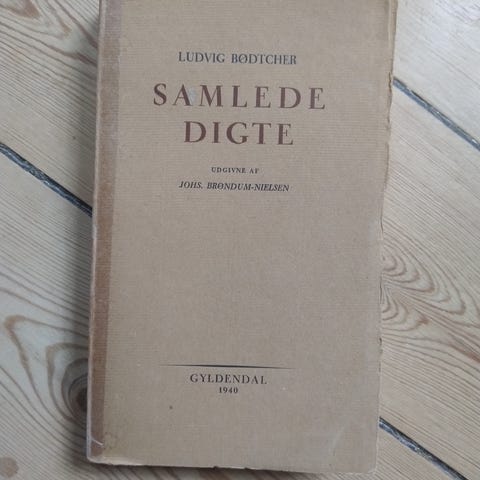 LUDVIG BØDTCHER
SAMLEDE
DIGTE
UDGIVNE AF
JOHS. BRØNDUM-NIELSEN
GYLDENDAL
1940